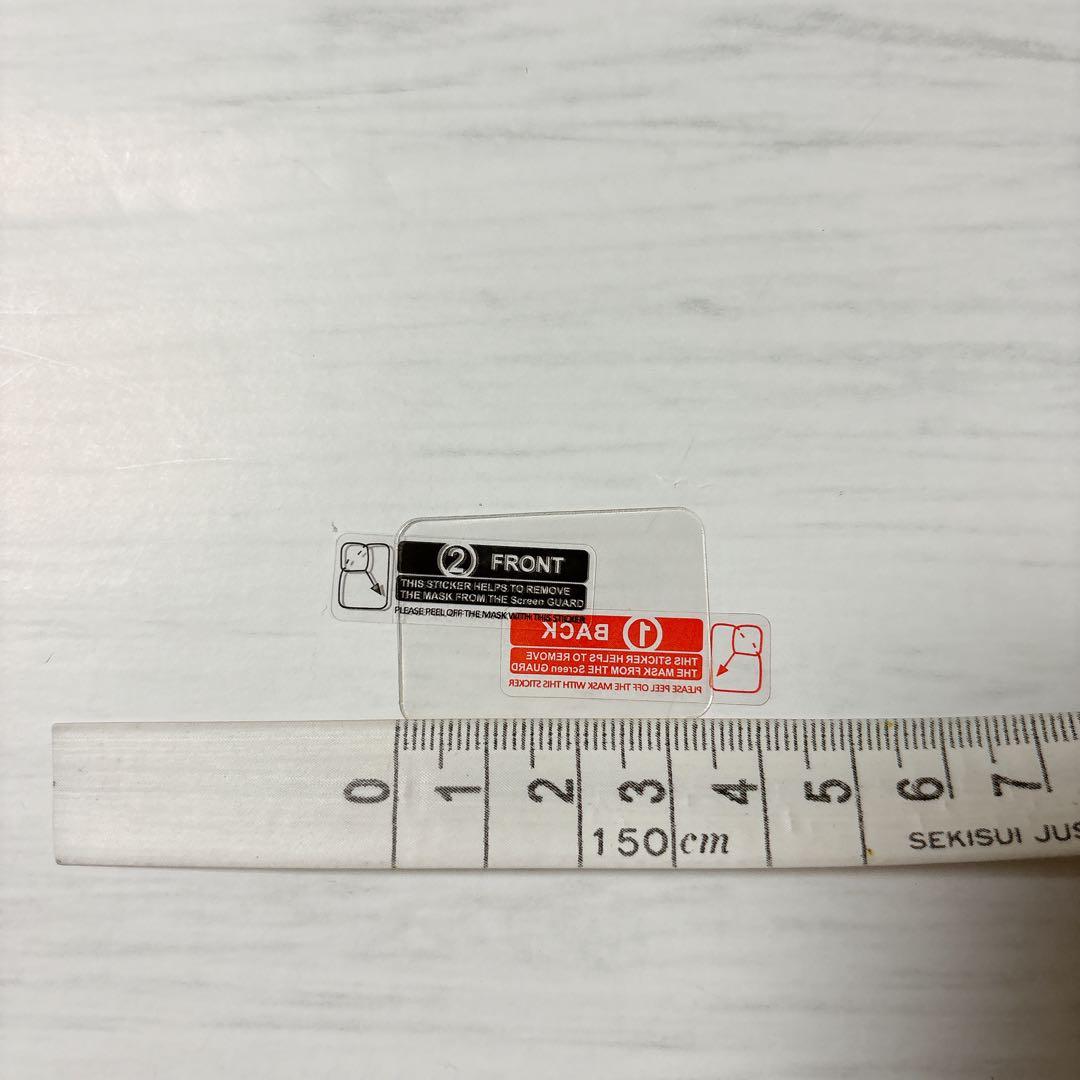 2 FRONT
THIS STICKER HELPS TO REMOVE
THE MASK FROM THE Screen GUARD
PLEASE PEEL OFF THE MASK WITH THIS STICKER
1 BACK
THIS STICKER HELPS TO REMOVE
THE MASK FROM THE Screen GUARD
PLEASE PEEL OFF THE MASK WITH THIS STICKER
0 1 2 3 4 5 6 7
150cm
SEKISUI JUS